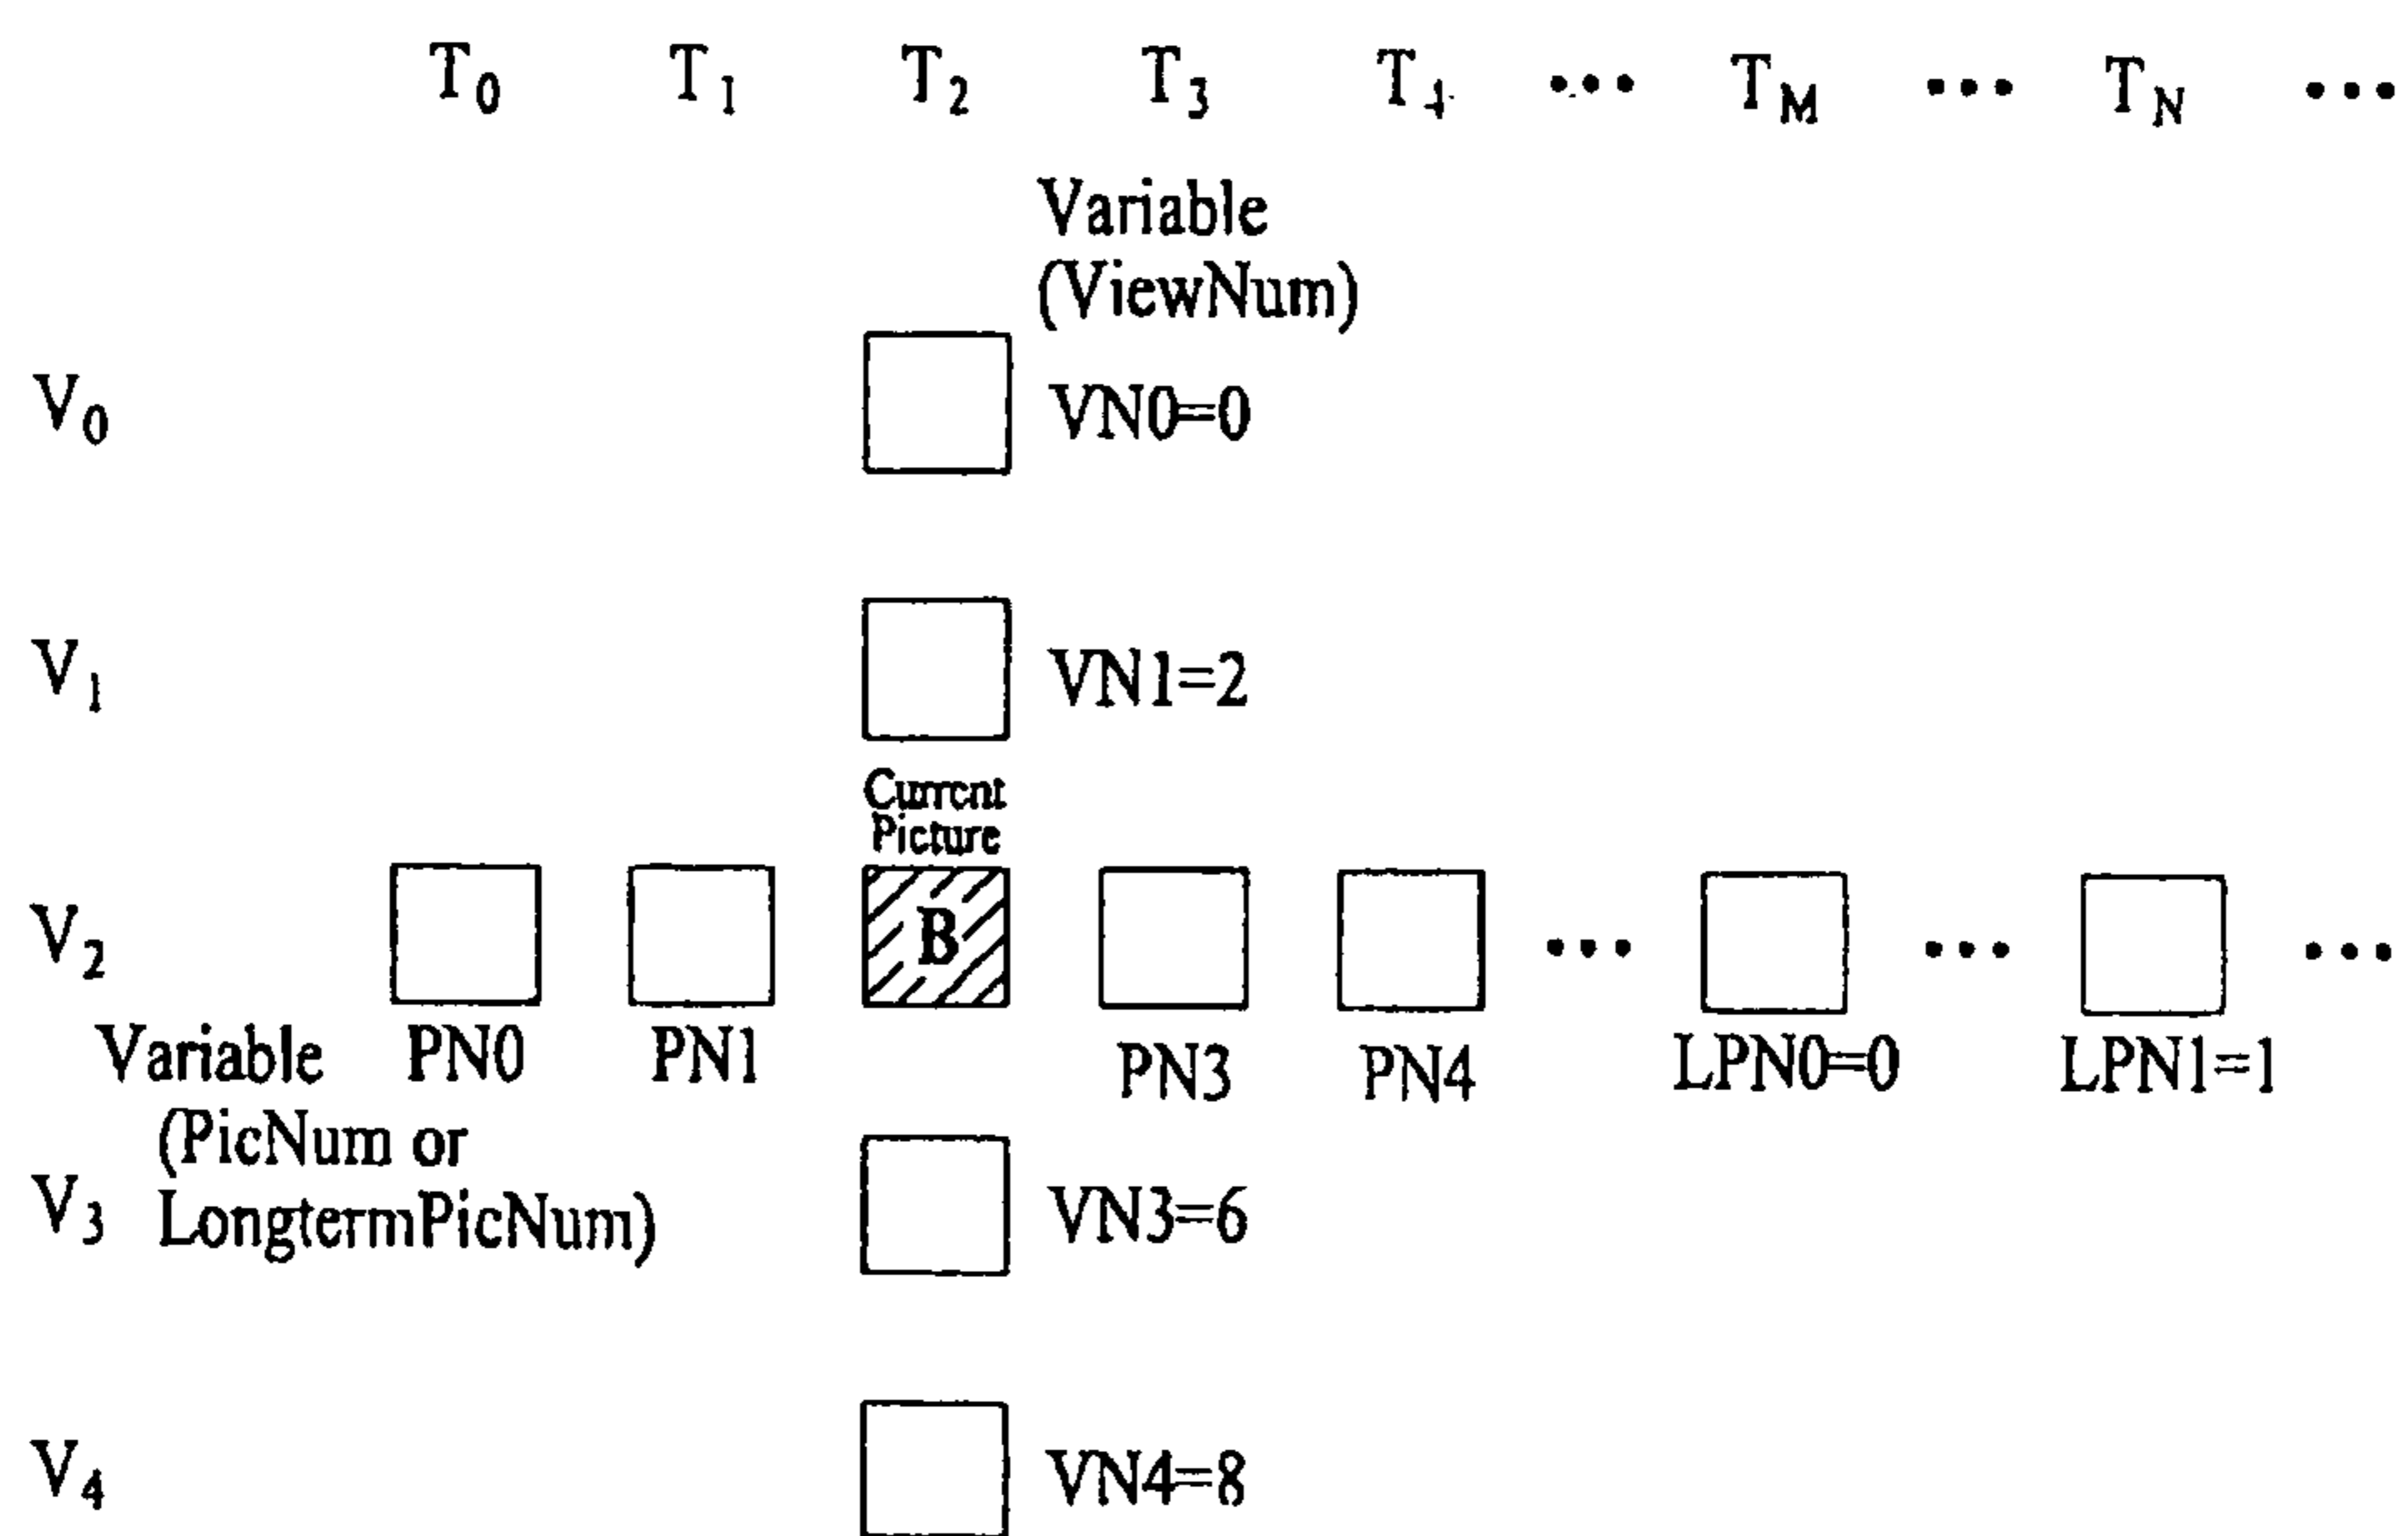 T0 T1 T2 T3 T4 ••• TM ••• TN •••
Variable
(ViewNum)
V0 VN0=0
V1 VN1=2
Current
Picture
V2 B ••• ••• •••
Variable PN0 PN1 PN3 PN4 LPN0=0 LPN1=1
(PicNum or
LongtermPicNum)
V3 VN3=6
V4 VN4=8